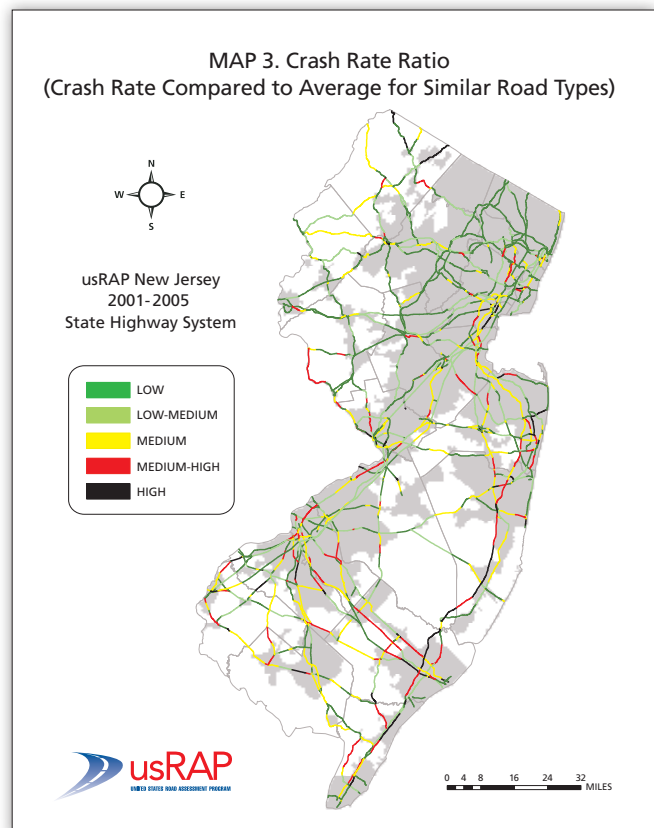 MAP 3. Crash Rate Ratio
(Crash Rate Compared to Average for Similar Road Types)
N
W E
S
usRAP New Jersey
2001-2005
State Highway System
LOW
LOW-MEDIUM
MEDIUM
MEDIUM-HIGH
HIGH
usRAP
UNITED STATES ROAD ASSESSMENT PROGRAM
0 4 8 16 24 32
MILES